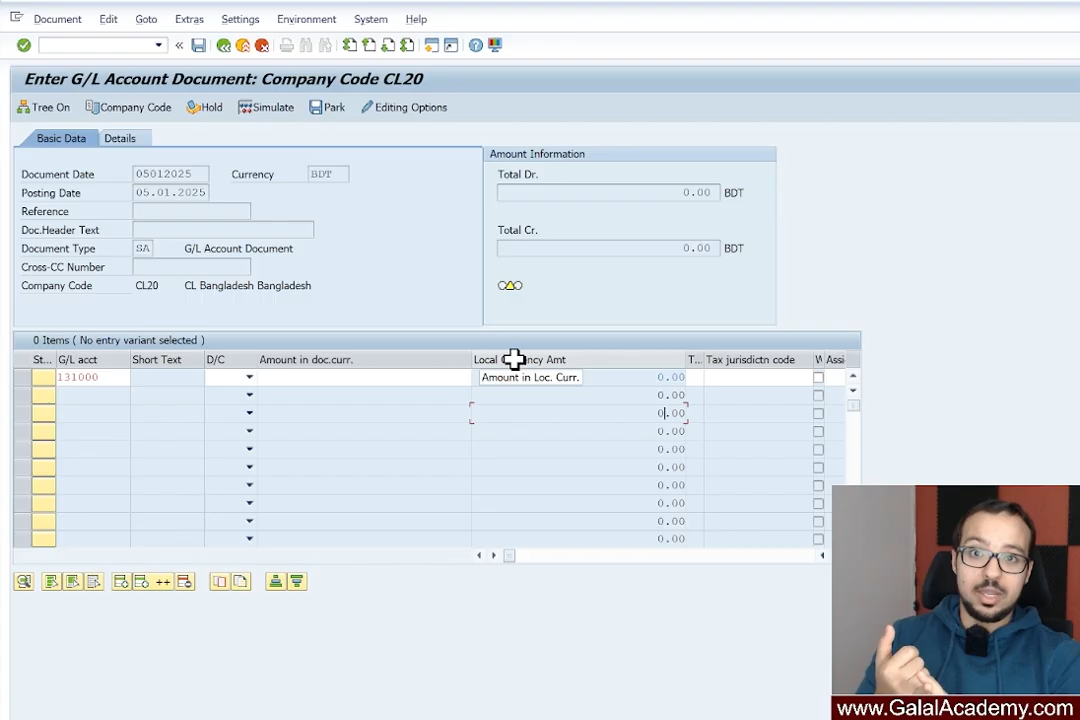 Document Edit Goto Extras Settings Environment System Help
Enter G/L Account Document: Company Code CL20
Tree On Company Code Hold Simulate Park Editing Options
Basic Data Details
Amount Information
Document Date 05012025 Currency BDT
Total Dr.
Posting Date 05.01.2025
0.00 BDT
Reference
Doc.Header Text
Total Cr.
Document Type SA G/L Account Document
0.00 BDT
Cross-CC Number
Company Code CL20 CL Bangladesh Bangladesh
0 Items ( No entry variant selected )
St... G/L acct Short Text D/C Amount in doc.curr. Local ncy Amt T... Tax jurisdictn code W Assi
131000 Amount in Loc. Curr. 0.00
0.00
0.00
0.00
0.00
0.00
0.00
0.00
0.00
0.00
www.GalalAcademy.com